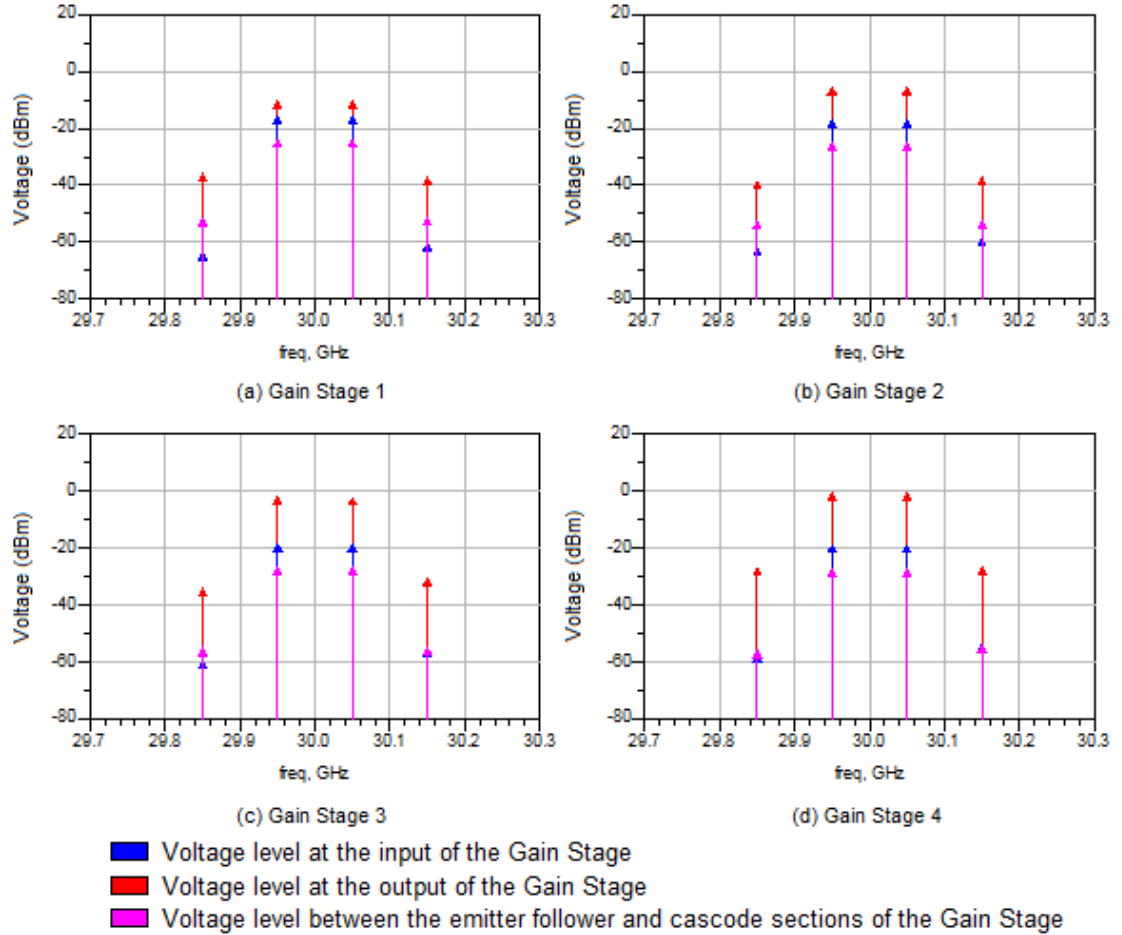 20
0
-20
-40
-60
-80
Voltage (dBm)
29.7 29.8 29.9 30.0 30.1 30.2 30.3
freq, GHz
(a) Gain Stage 1
20
0
-20
-40
-60
-80
Voltage (dBm)
29.7 29.8 29.9 30.0 30.1 30.2 30.3
freq, GHz
(b) Gain Stage 2
20
0
-20
-40
-60
-80
Voltage (dBm)
29.7 29.8 29.9 30.0 30.1 30.2 30.3
freq, GHz
(c) Gain Stage 3
20
0
-20
-40
-60
-80
Voltage (dBm)
29.7 29.8 29.9 30.0 30.1 30.2 30.3
freq, GHz
(d) Gain Stage 4
Voltage level at the input of the Gain Stage
Voltage level at the output of the Gain Stage
Voltage level between the emitter follower and cascode sections of the Gain Stage